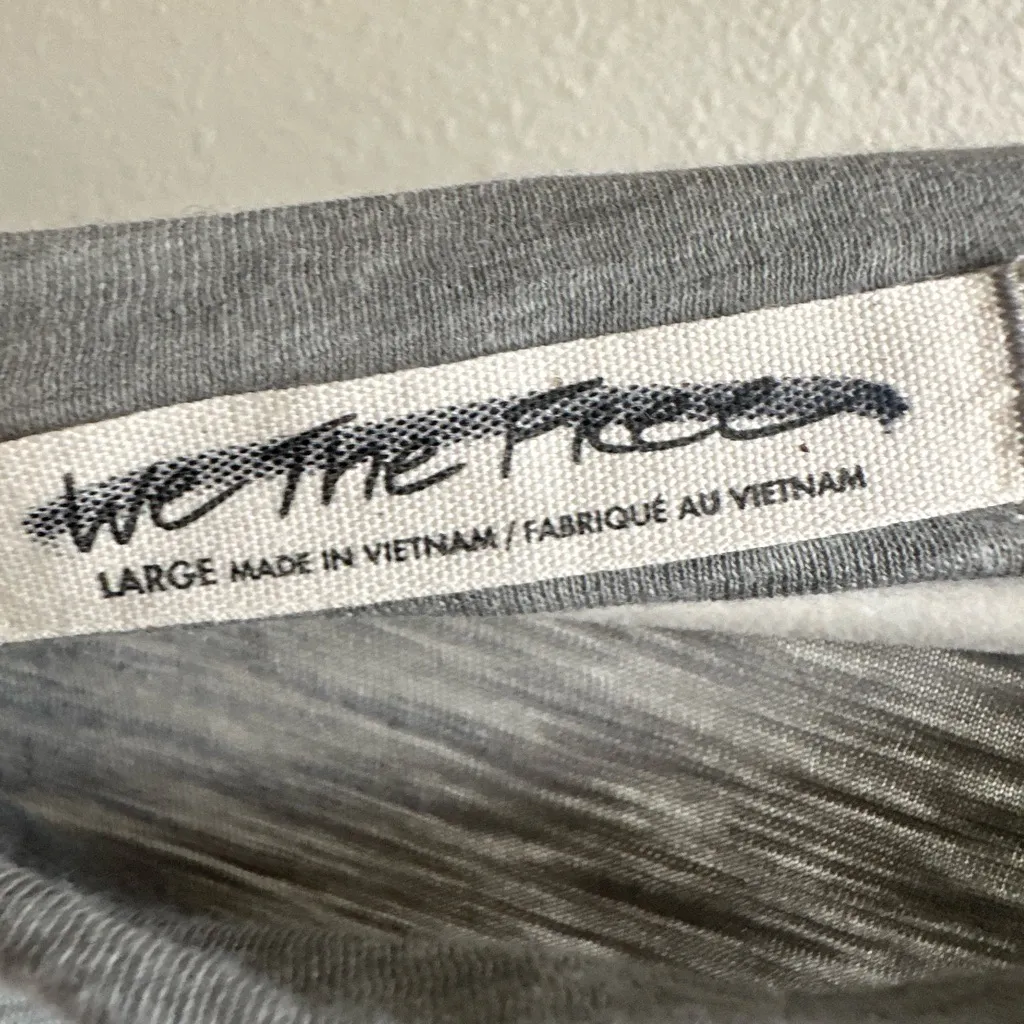 We The Free
LARGE MADE IN VIETNAM / FABRIQUÉ AU VIETNAM